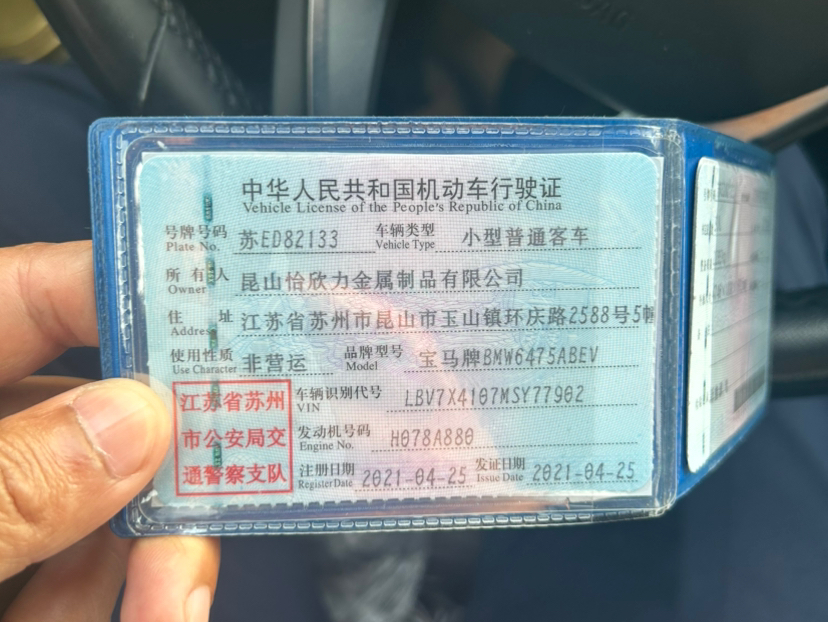 中华人民共和国机动车行驶证
Vehicle License of the People's Republic of China
号牌号码 苏ED82133 车辆类型 小型普通客车
Plate No. Vehicle Type
所有人 昆山怡欣力金属制品有限公司
Owner
住址 江苏省苏州市昆山市玉山镇环庆路2588号5幢
Address
使用性质 非营运 品牌型号 宝马牌BMW6475ABEV
Use Character Model
江苏省苏州
市公安局交
通警察支队
车辆识别代号 LBV7X4107MSY77902
VIN
发动机号码 H078A880
Engine No.
注册日期 2021-04-25 发证日期 2021-04-25
Register Date Issue Date